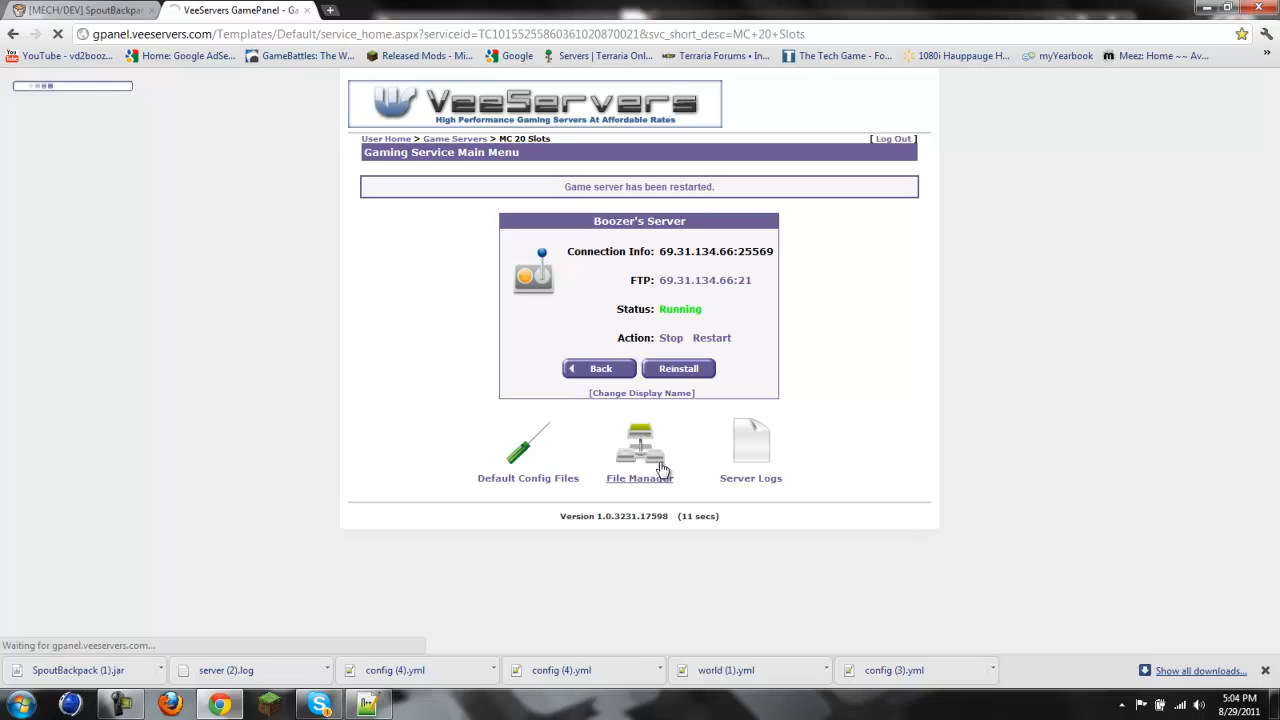 [MECH/DEV] SpoutBackpa
VeeServers GamePanel - Ga
gpanel.veeservers.com/Templates/Default/service_home.aspx?serviceid=TC10155255860361020870021&svc_short_desc=MC+20+Slots
YouTube - vd2noz...
Home: Google AdSe...
GameBattles: The W...
Released Mods - Mi...
Google
Servers | Terraria Onl...
Terraria Forums • In...
The Tech Game - Fo...
1080i Hauppauge H...
myYearbook
Meez: Home ~~ Av...
VeeServers
High Performance Gaming Servers At Affordable Rates
User Home > Game Servers > MC 20 Slots
[ Log Out ]
Gaming Service Main Menu
Game server has been restarted.
Boozer's Server
Connection Info: 69.31.134.66:25569
FTP: 69.31.134.66:21
Status: Running
Action: Stop Restart
Back
Reinstall
[Change Display Name]
Default Config Files
File Manager
Server Logs
Version 1.0.3231.17598 (11 secs)
Waiting for gpanel.veeservers.com...
SpoutBackpack (1).jar
server (2).log
config (4).yml
config (4).yml
world (1).yml
config (3).yml
Show all downloads...
5:04 PM
8/29/2011